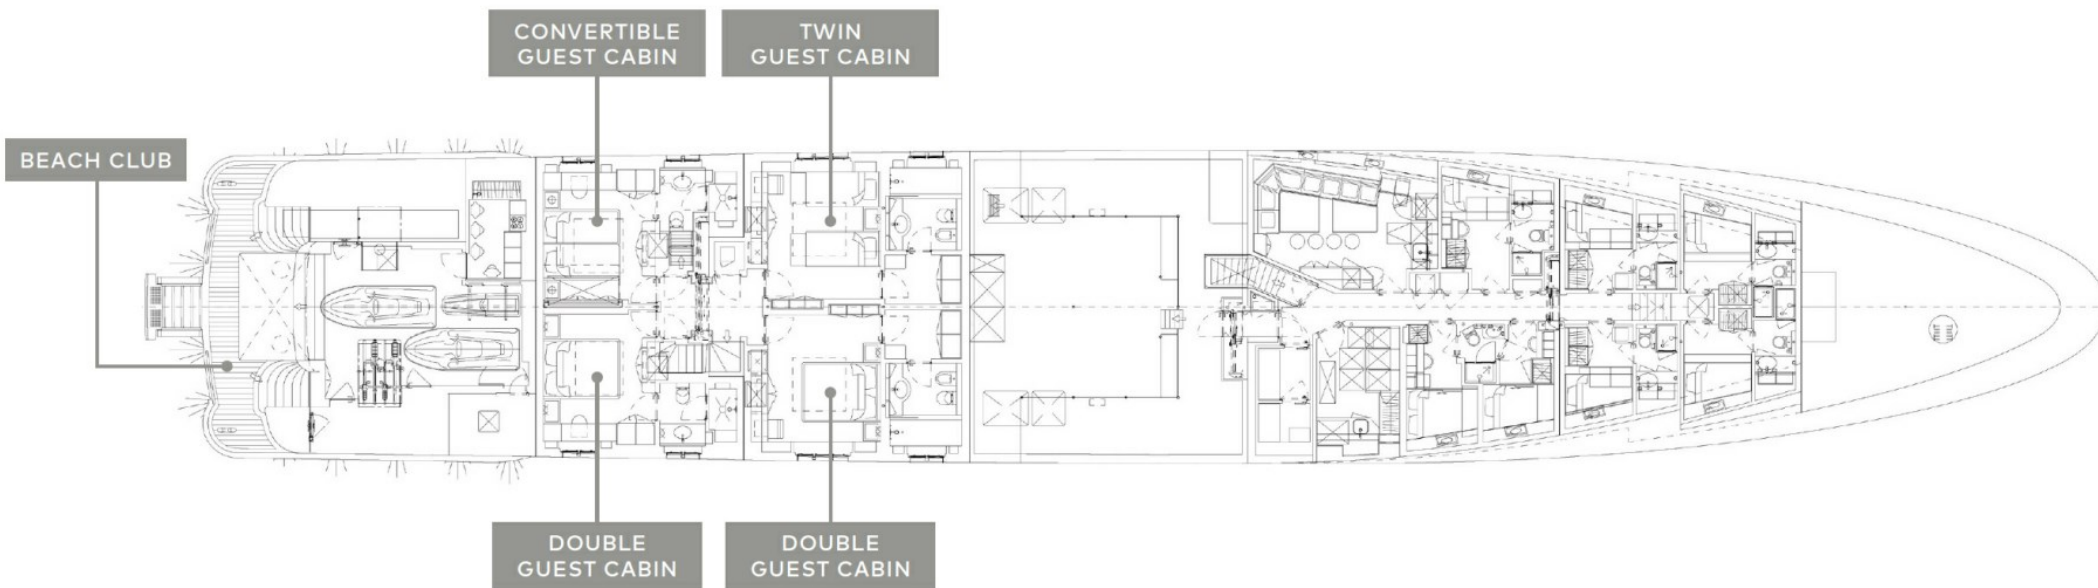 CONVERTIBLE
GUEST CABIN
TWIN
GUEST CABIN
BEACH CLUB
DOUBLE
GUEST CABIN
DOUBLE
GUEST CABIN